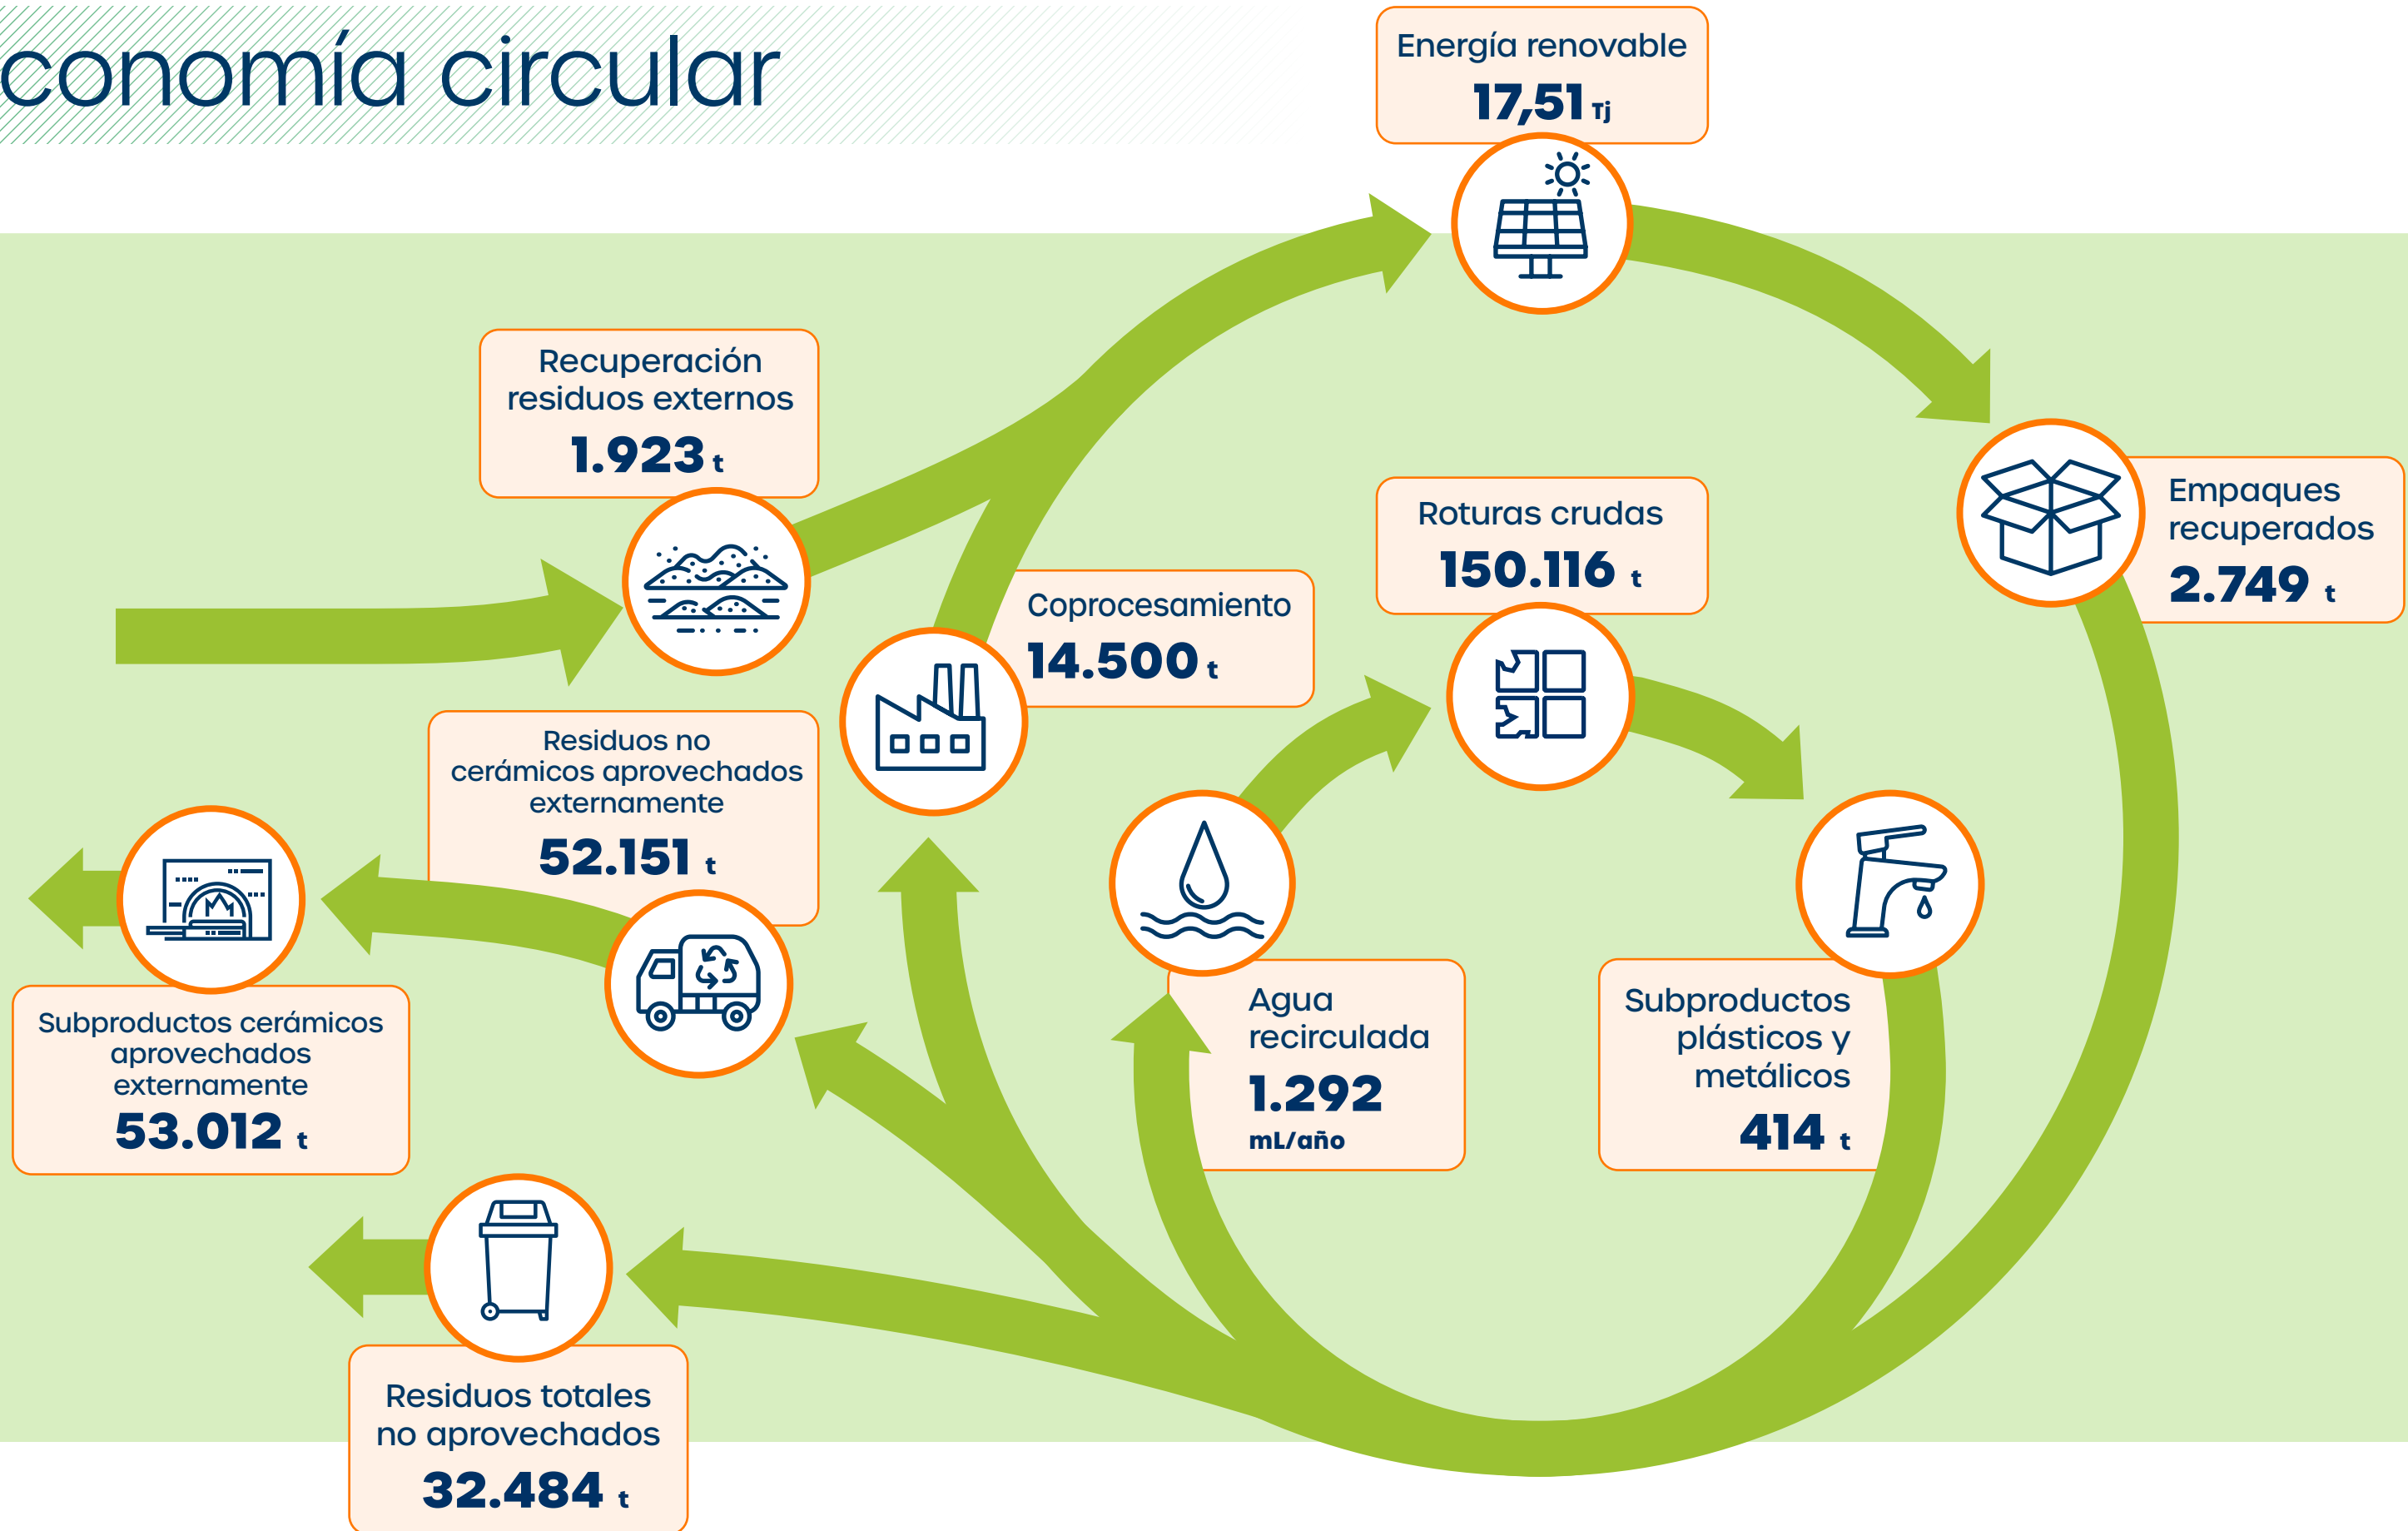 conomía circular
Energía renovable
17,51 Tj
Recuperación
residuos externos
1.923 t
Roturas crudas
150.116 t
Empaques
recuperados
2.749 t
Coprocesamiento
14.500 t
Residuos no
cerámicos aprovechados
externamente
52.151 t
Agua
recirculada
1.292
mL/año
Subproductos
plásticos y
metálicos
414 t
Subproductos cerámicos
aprovechados
externamente
53.012 t
Residuos totales
no aprovechados
32.484 t